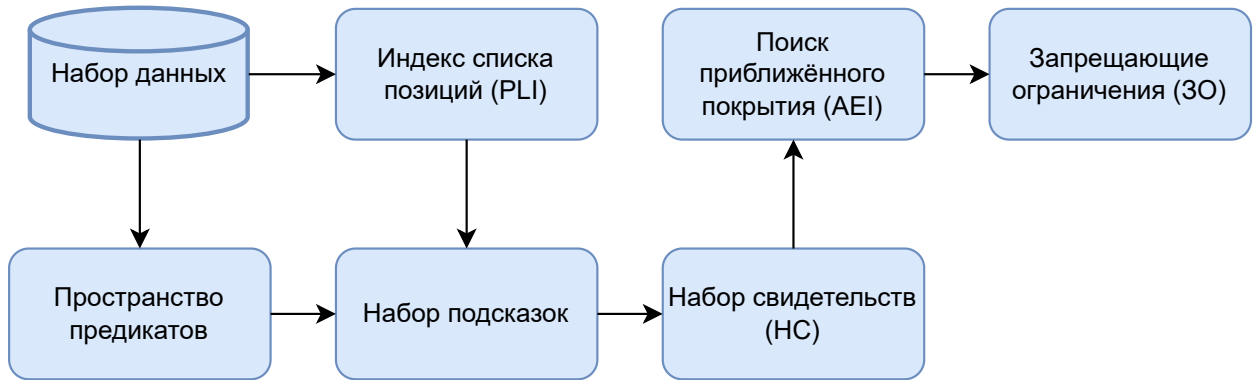 Набор данных
Индекс списка
позиций (PLI)
Поиск
приближённого
покрытия (AEI)
Запрещающие
ограничения (ЗО)
Пространство
предикатов
Набор подсказок
Набор свидетельств
(НС)